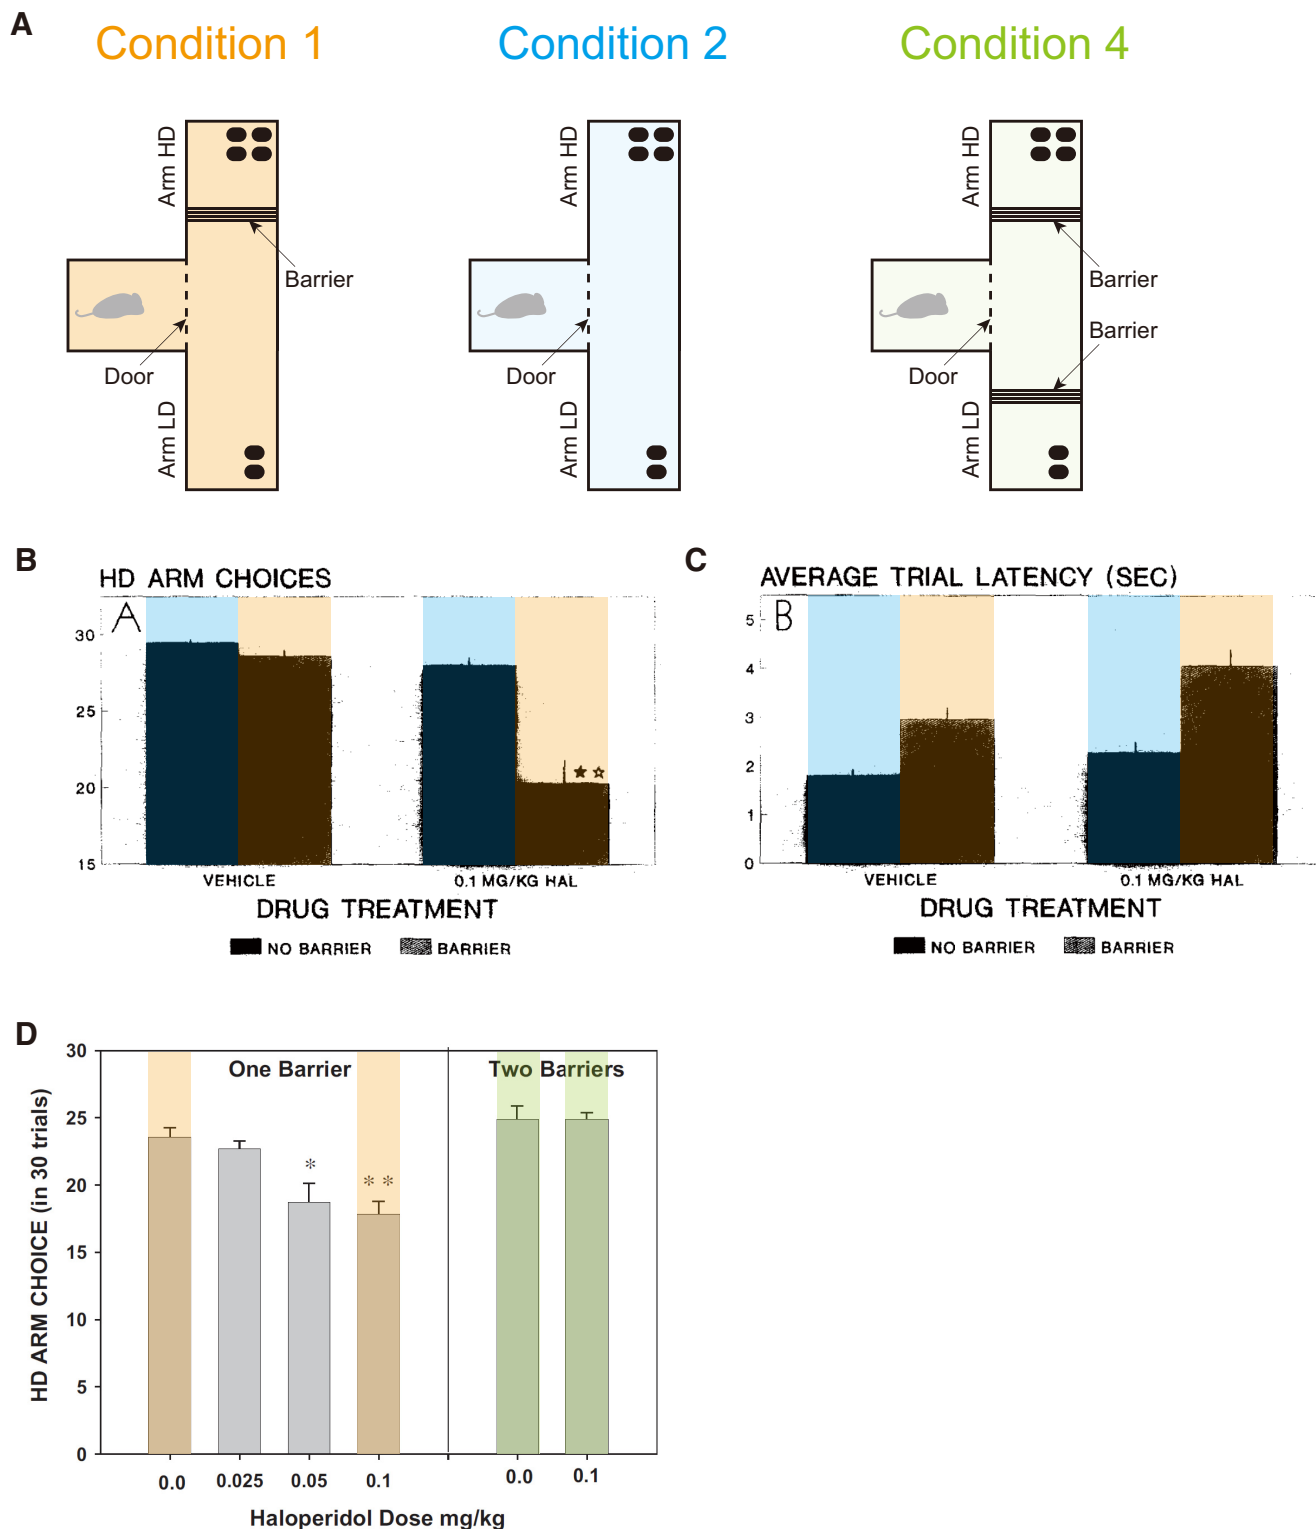 A
Condition 1
Condition 2
Condition 4
Arm HD
Barrier
Door
Arm LD
Arm HD
Door
Arm LD
Arm HD
Barrier
Barrier
Door
Arm LD
B
HD ARM CHOICES
A
30
25
20
15
VEHICLE
0.1 MG/KG HAL
DRUG TREATMENT
NO BARRIER
BARRIER
C
AVERAGE TRIAL LATENCY (SEC)
B
5
4
3
2
1
0
VEHICLE
0.1 MG/KG HAL
DRUG TREATMENT
NO BARRIER
BARRIER
D
HD ARM CHOICE (in 30 trials)
30
25
20
15
10
5
0
One Barrier
Two Barriers
*
* *
0.0 0.025 0.05 0.1 0.0 0.1
Haloperidol Dose mg/kg